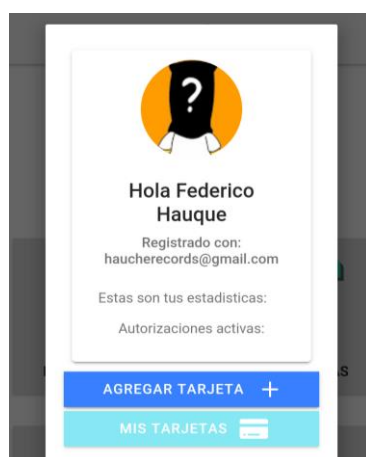 ?
Hola Federico
Hauque
Registrado con:
haucherecords@gmail.com
Estas son tus estadisticas:
Autorizaciones activas:
AGREGAR TARJETA +
MIS TARJETAS